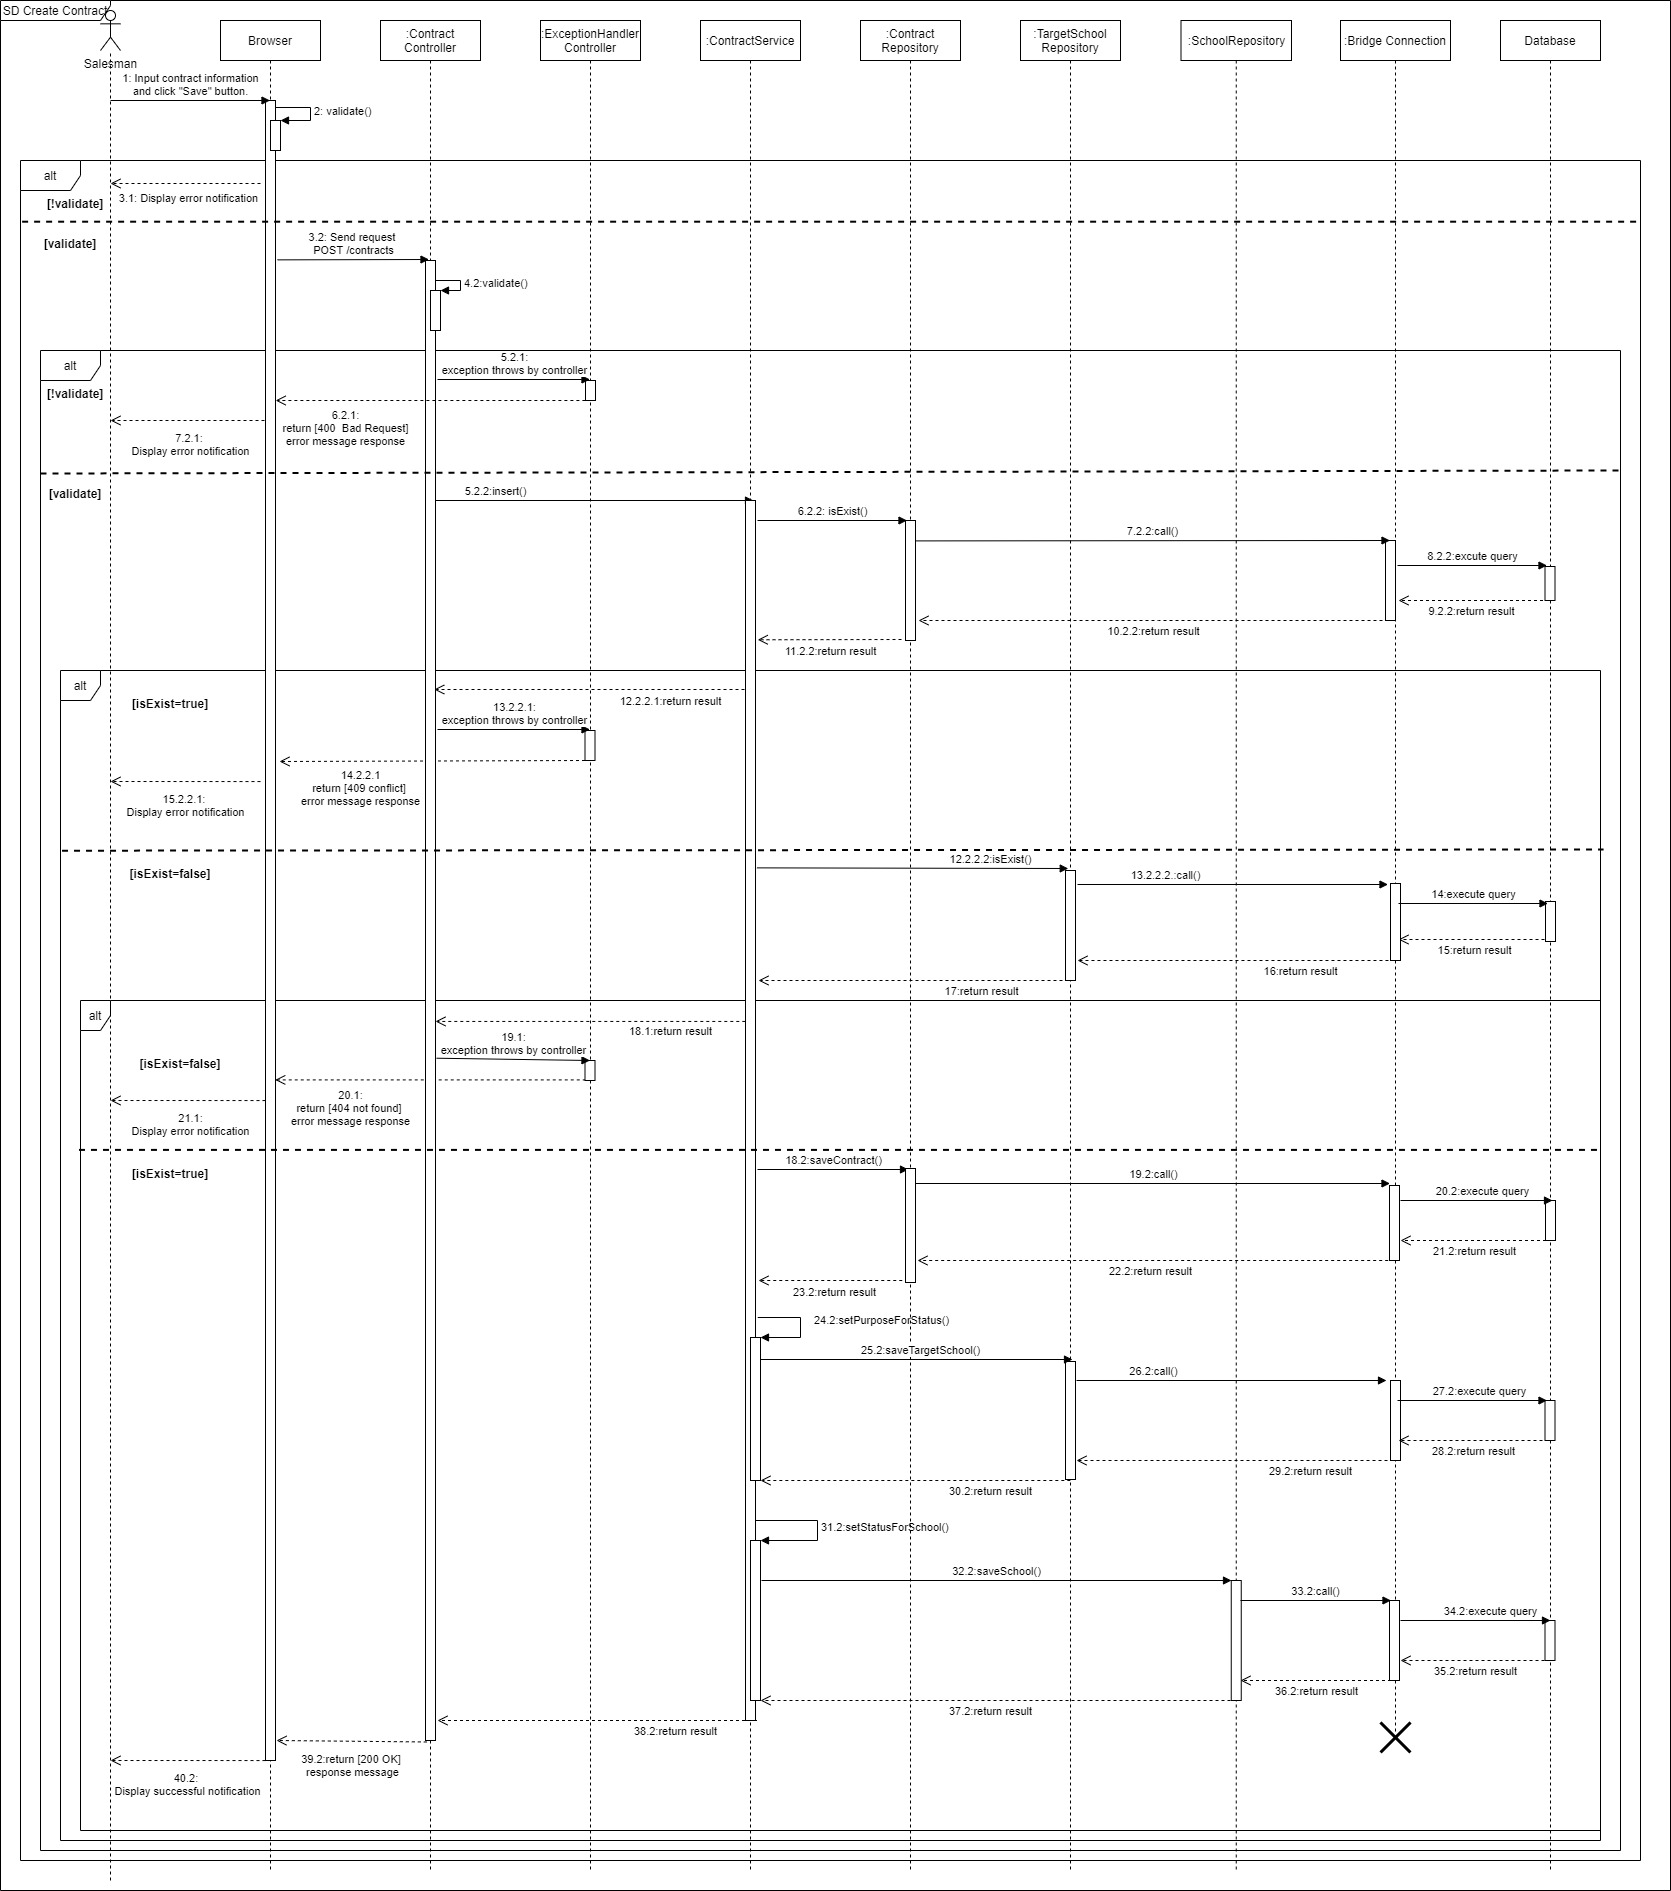 SD Create Contract
Salesman
Browser
:Contract
Controller
:ExceptionHandler
Controller
:ContractService
:Contract
Repository
:TargetSchool
Repository
:SchoolRepository
:Bridge Connection
Database
1: Input contract information
and click "Save" button.
2: validate()
alt
3.1: Display error notification
[!validate]
[validate]
3.2: Send request
POST /contracts
4.2:validate()
alt
5.2.1:
exception throws by controller
[!validate]
6.2.1:
return [400  Bad Request]
error message response
7.2.1:
Display error notification
[validate]
5.2.2:insert()
6.2.2: isExist()
7.2.2:call()
8.2.2:excute query
9.2.2:return result
10.2.2:return result
11.2.2:return result
alt
[isExist=true]
12.2.2.1:return result
13.2.2.1:
exception throws by controller
14.2.2.1
return [409 conflict]
error message response
15.2.2.1:
Display error notification
[isExist=false]
12.2.2.2:isExist()
13.2.2.2.:call()
14:execute query
15:return result
16:return result
17:return result
alt
18.1:return result
19.1:
exception throws by controller
[isExist=false]
20.1:
return [404 not found]
error message response
21.1:
Display error notification
[isExist=true]
18.2:saveContract()
19.2:call()
20.2:execute query
21.2:return result
22.2:return result
23.2:return result
24.2:setPurposeForStatus()
25.2:saveTargetSchool()
26.2:call()
27.2:execute query
28.2:return result
29.2:return result
30.2:return result
31.2:setStatusForSchool()
32.2:saveSchool()
33.2:call()
34.2:execute query
35.2:return result
36.2:return result
37.2:return result
38.2:return result
39.2:return [200 OK]
response message
40.2:
Display successful notification